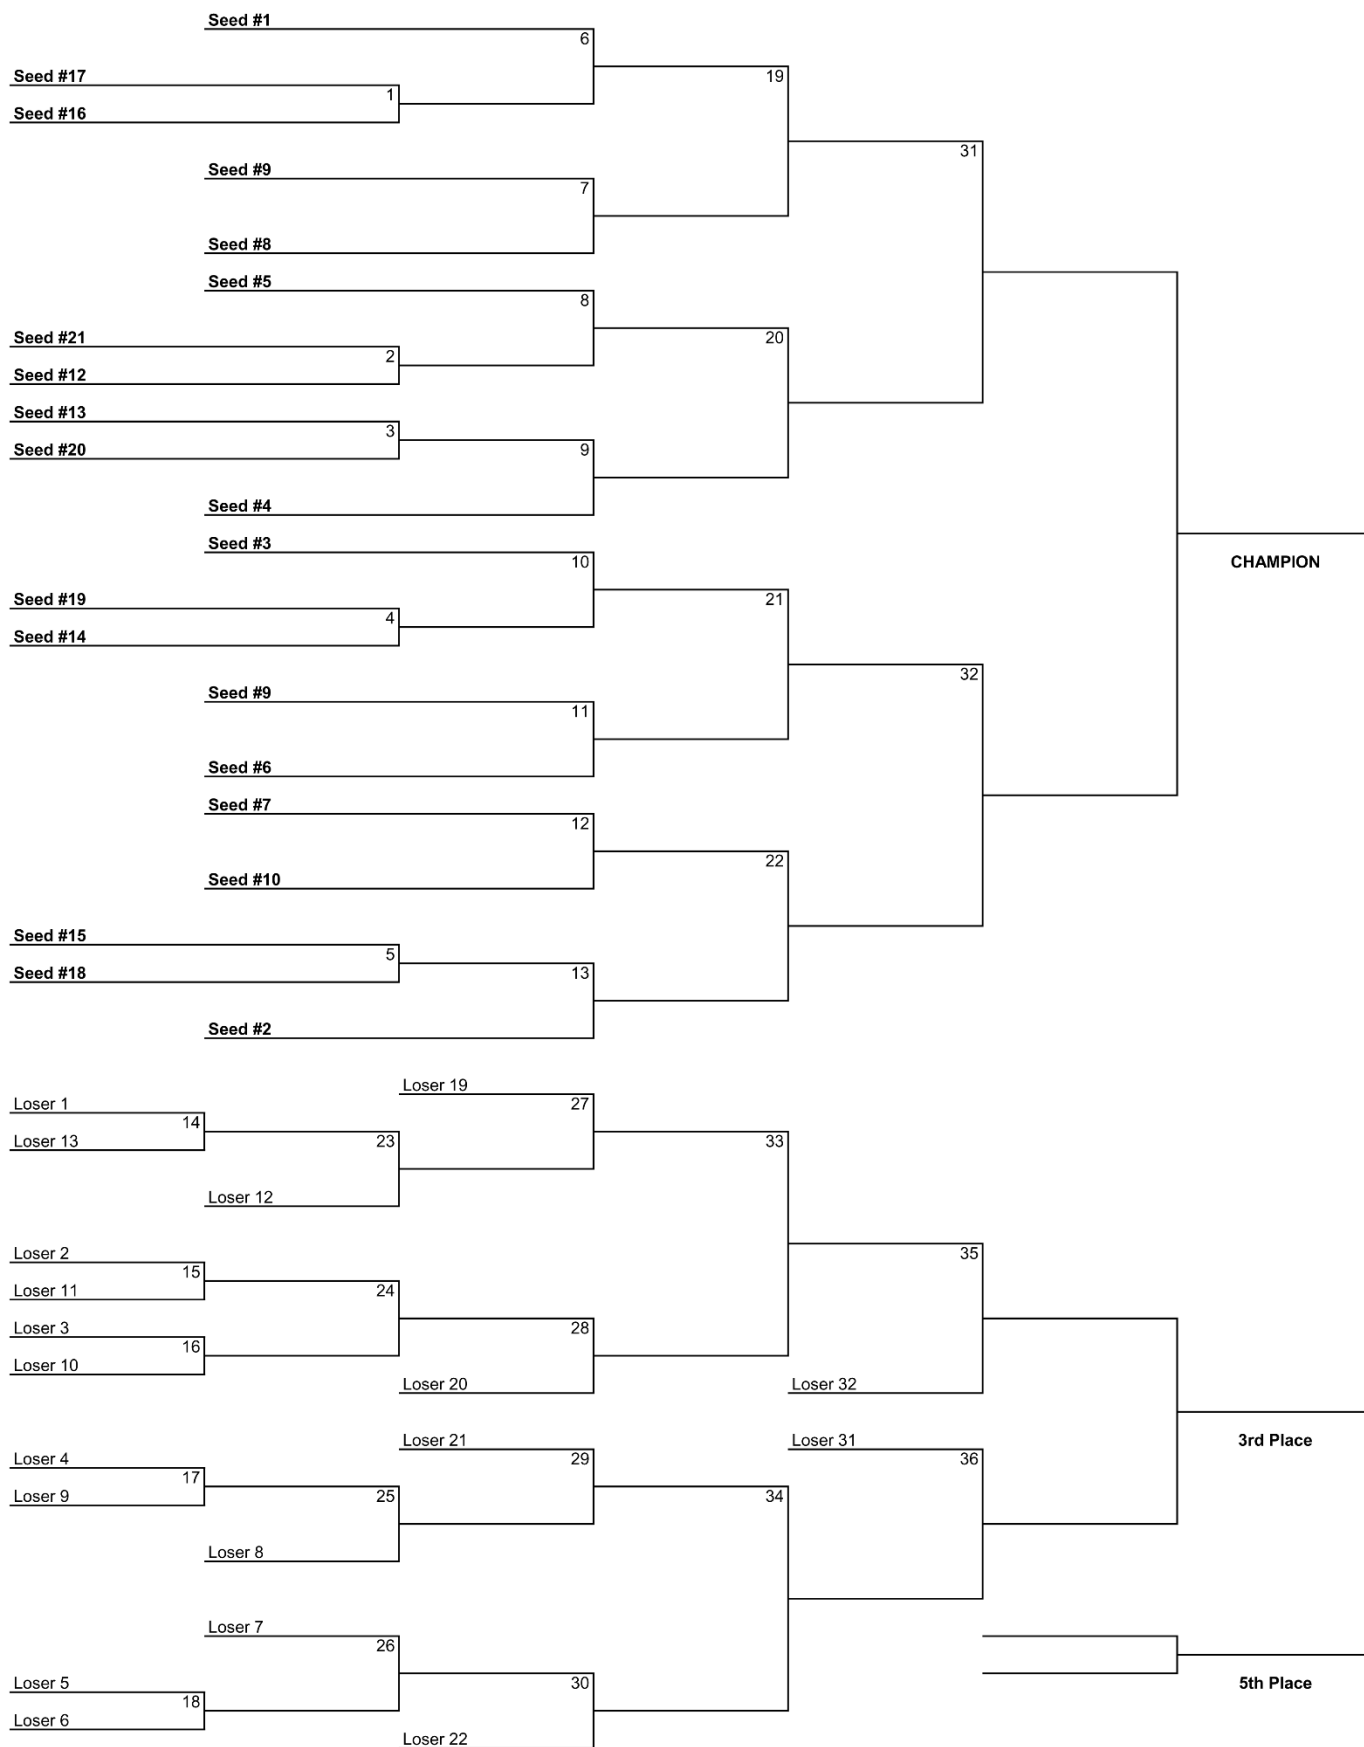 Seed #1
6
Seed #17
19
1
Seed #16
31
Seed #9
7
Seed #8
Seed #5
8
Seed #21
20
2
Seed #12
Seed #13
3
Seed #20
9
Seed #4
Seed #3
10
CHAMPION
Seed #19
21
4
Seed #14
32
Seed #9
11
Seed #6
Seed #7
12
22
Seed #10
Seed #15
5
Seed #18
13
Seed #2
Loser 19
Loser 1
27
14
Loser 13
23
33
Loser 12
Loser 2
35
15
Loser 11
24
Loser 3
28
16
Loser 10
Loser 20
Loser 32
Loser 21
Loser 31
3rd Place
Loser 4
29
36
17
Loser 9
25
34
Loser 8
Loser 7
26
Loser 5
30
5th Place
18
Loser 6
Loser 22